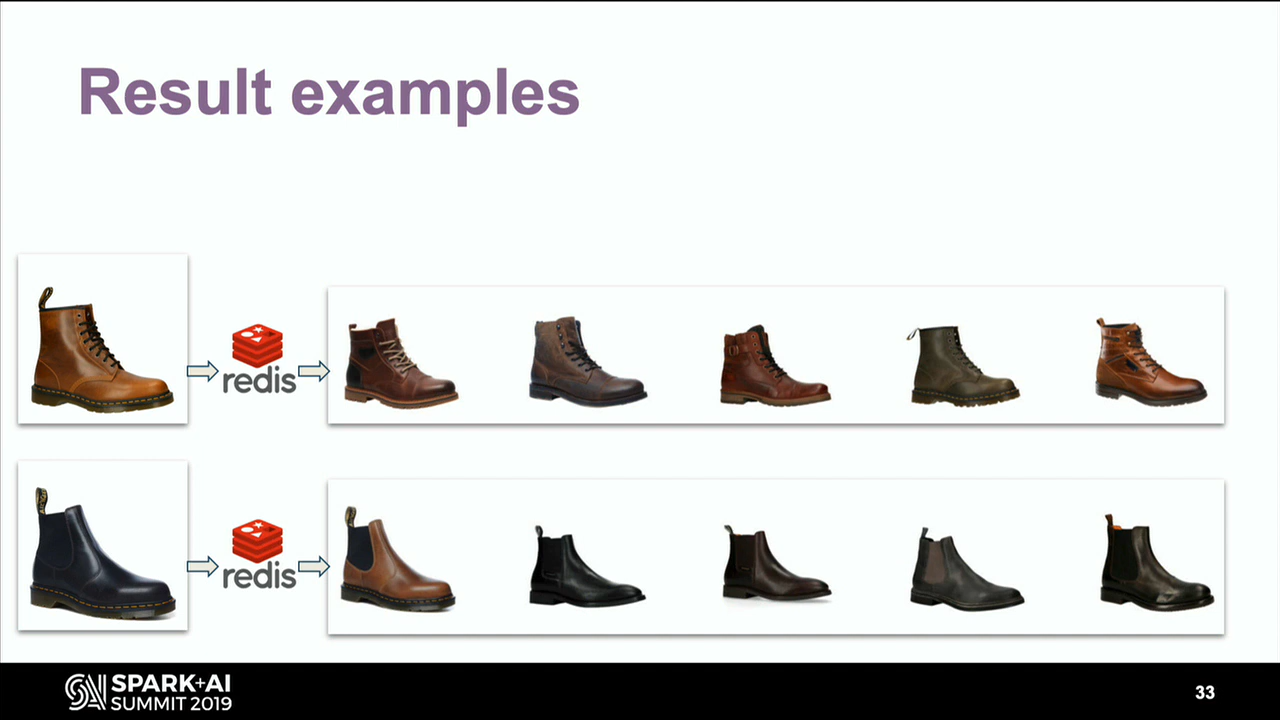 Result examples
redis
redis
SPARK+AI
SUMMIT 2019
33